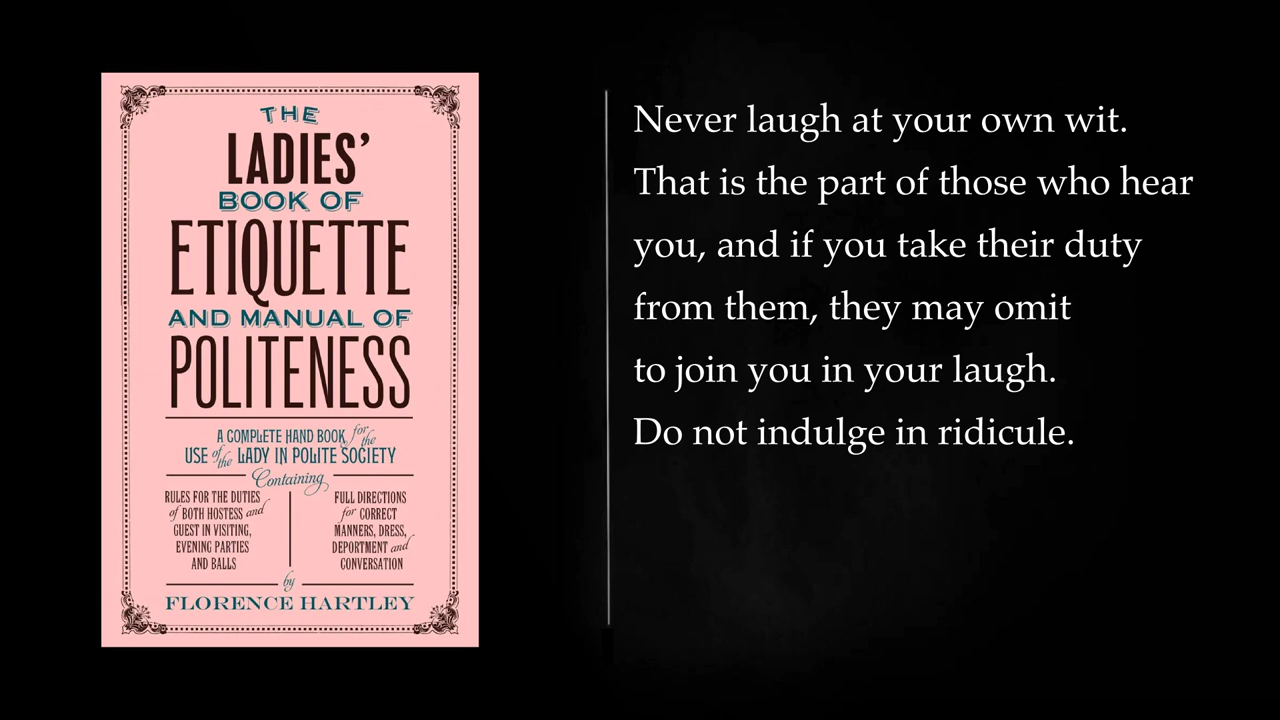 THE
LADIES'
BOOK OF
ETIQUETTE
AND MANUAL OF
POLITENESS
A COMPLETE HAND BOOK for the
USE of the LADY IN POLITE SOCIETY
Containing
RULES FOR THE DUTIES
of BOTH HOSTESS and
GUEST IN VISITING,
EVENING PARTIES
AND BALLS
FULL DIRECTIONS
for CORRECT
MANNERS, DRESS,
DEPORTMENT and
CONVERSATION
by
FLORENCE HARTLEY
Never laugh at your own wit.
That is the part of those who hear
you, and if you take their duty
from them, they may omit
to join you in your laugh.
Do not indulge in ridicule.